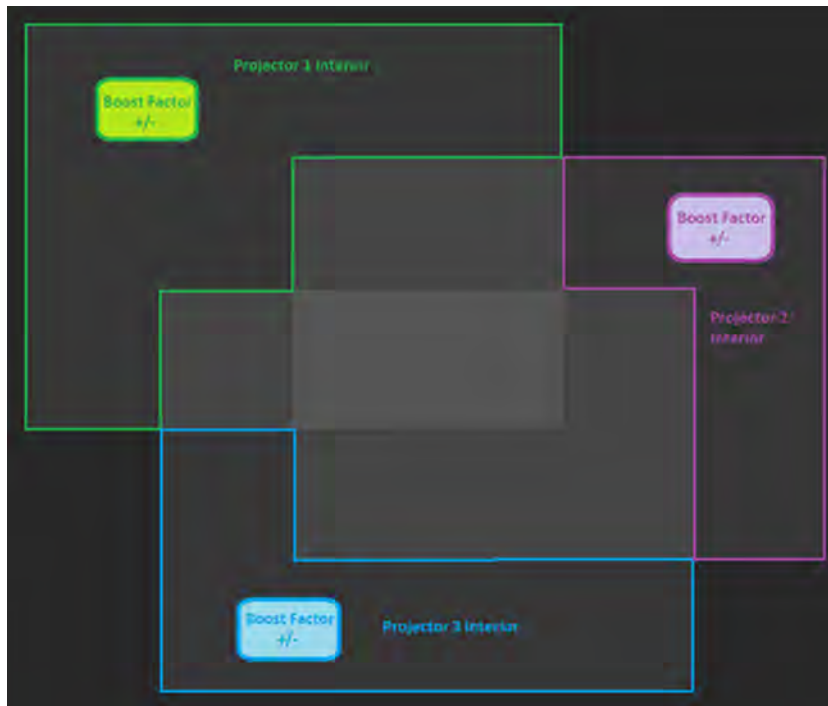 Projector 1 Interior
Boost Factor
+/-
Boost Factor
+/-
Projector 2
Interior
Boost Factor
+/-
Projector 3 Interior